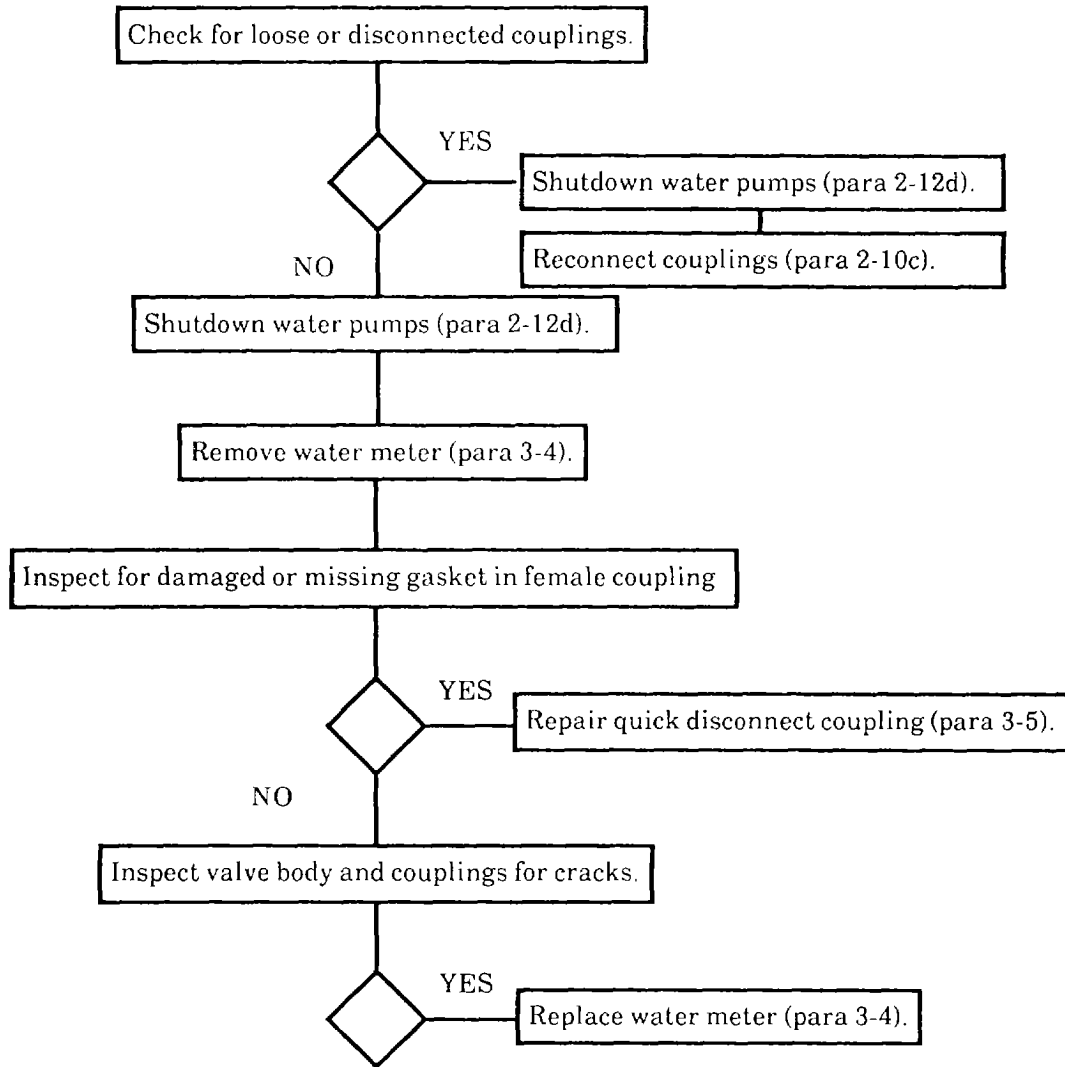 Check for loose or disconnected couplings.
YES
Shutdown water pumps (para 2-12d).
Reconnect couplings (para 2-10c).
NO
Shutdown water pumps (para 2-12d).
Remove water meter (para 3-4).
Inspect for damaged or missing gasket in female coupling
YES
Repair quick disconnect coupling (para 3-5).
NO
Inspect valve body and couplings for cracks.
YES
Replace water meter (para 3-4).